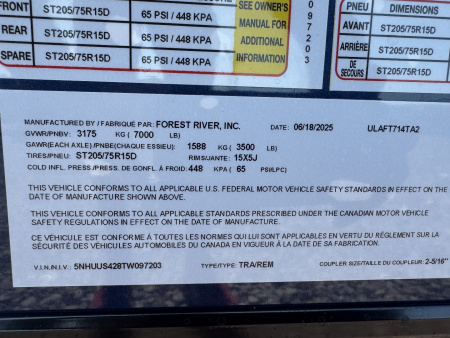 FRONT ST205/75R15D 65 PSI / 448 KPA SEE OWNER'S PNEU DIMENSIONS
REAR ST205/75R15D 65 PSI / 448 KPA MANUAL FOR ADDITIONAL AVANT ST205/75R15D
SPARE ST205/75R15D 65 PSI / 448 KPA INFORMATION ARRIÈRE ST205/75R15D
097203
DE SECOURS ST205/75R15D
MANUFACTURED BY / FABRIQUÉ PAR: FOREST RIVER, INC. DATE: 06/18/2025 ULAFT714TA2
GVWR/PNBV: 3175 KG ( 7000 LB)
GAWR(EACH AXLE) /PNBE(CHAQUE ESSIEU): 1588 KG ( 3500 LB)
TIRES/PNEU: ST205/75R15D RIMS/JANTE: 15X5J
COLD INFL. PRESS./PRESS. DE GONFL. À FROID: 448 KPA ( 65 PSI/LPC)
THIS VEHICLE CONFORMS TO ALL APPLICABLE U.S. FEDERAL MOTOR VEHICLE SAFETY STANDARDS IN EFFECT ON THE
DATE OF MANUFACTURE SHOWN ABOVE.
THIS VEHICLE CONFORMS TO ALL APPLICABLE STANDARDS PRESCRIBED UNDER THE CANADIAN MOTOR VEHICLE
SAFETY REGULATIONS IN EFFECT ON THE DATE OF MANUFACTURE.
CE VÉHICULE EST CONFORME À TOUTES LES NORMES QUI LUI SONT APPLICABLES EN VERTU DU RÈGLEMENT SUR LA
SÉCURITÉ DES VÉHICULES AUTOMOBILES DU CANADA EN VIGUEUR À LA DATE DE SA FABRICATION.
V.I.N./N.I.V.: 5NHUUS428TW097203 TYPE/TYPE: TRA/REM COUPLER SIZE/TAILLE DU COUPLEUR: 2-5/16"